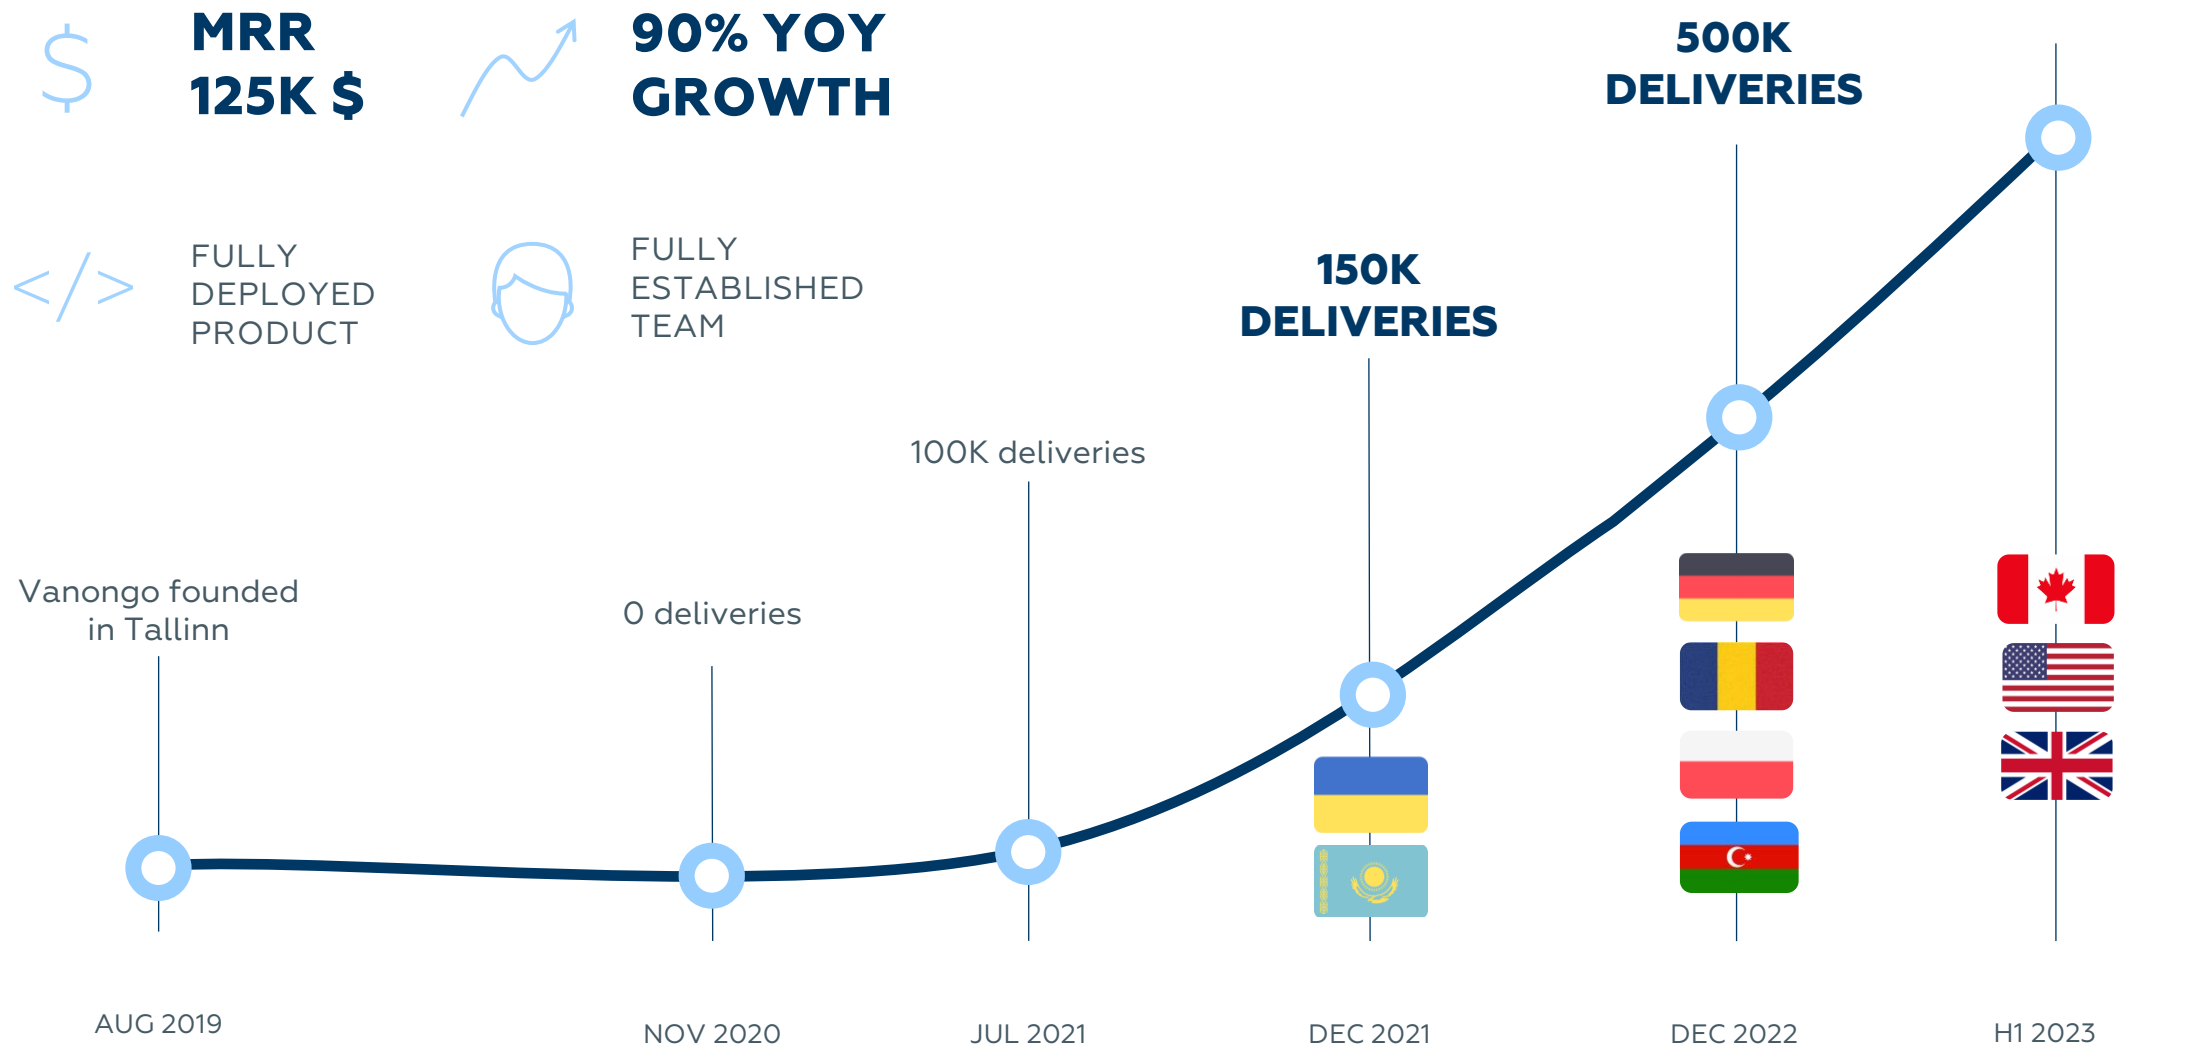 MRR
125K $
90% YOY
GROWTH
FULLY
DEPLOYED
PRODUCT
FULLY
ESTABLISHED
TEAM
Vanongo founded
in Tallinn
0 deliveries
100K deliveries
150K
DELIVERIES
500K
DELIVERIES
AUG 2019
NOV 2020
JUL 2021
DEC 2021
DEC 2022
H1 2023